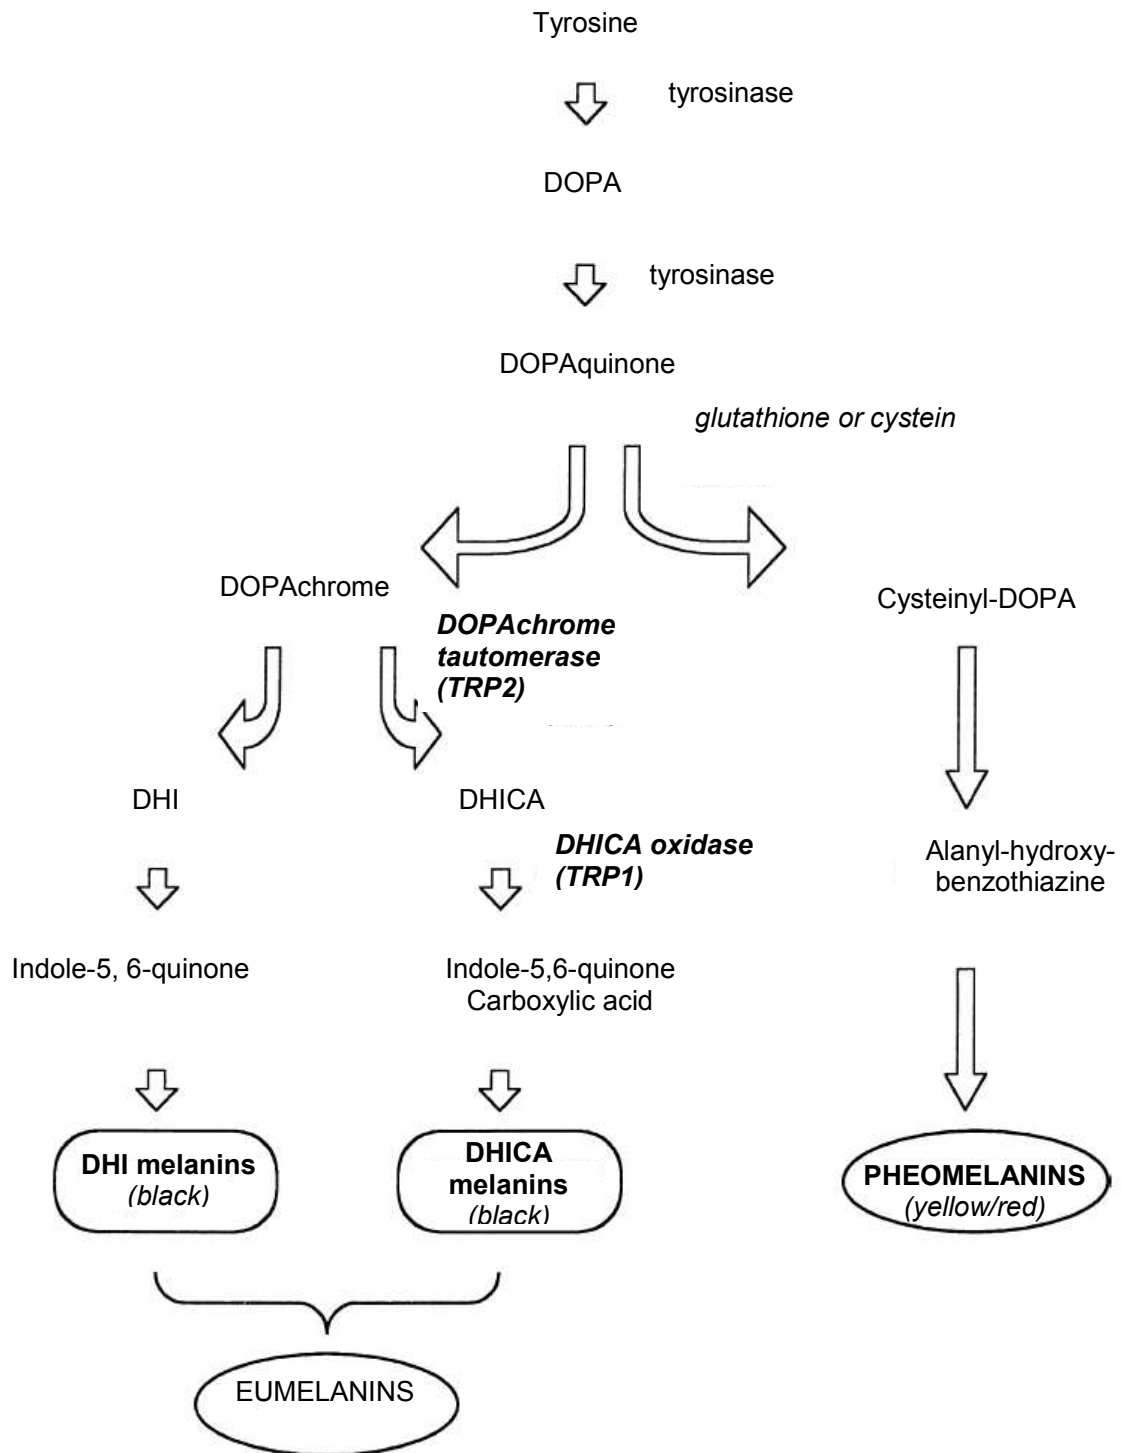 Tyrosine
tyrosinase
DOPA
tyrosinase
DOPAquinone
glutathione or cystein
DOPAchrome
Cysteinyl-DOPA
DOPAchrome
tautomerase
(TRP2)
DHI
DHICA
DHICA oxidase
(TRP1)
Alanyl-hydroxy-
benzothiazine
Indole-5, 6-quinone
Indole-5,6-quinone
Carboxylic acid
DHI melanins
(black)
DHICA
melanins
(black)
PHEOMELANINS
(yellow/red)
EUMELANINS